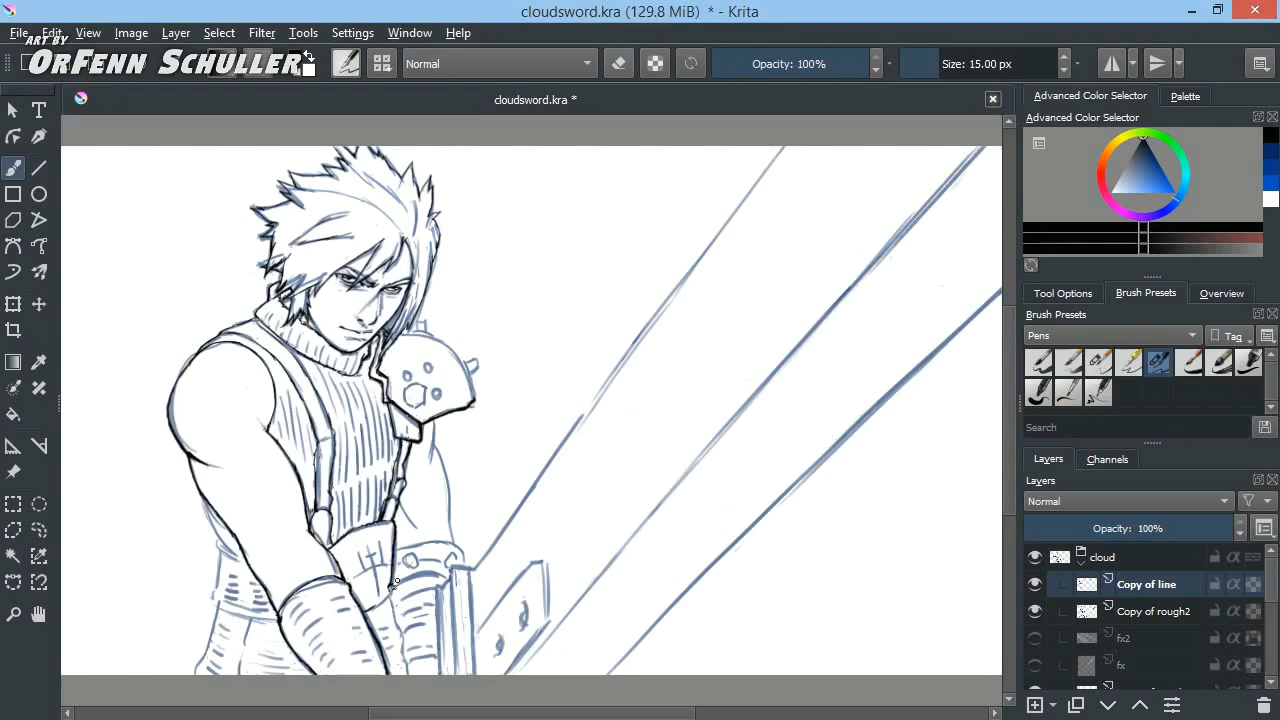 cloudsword.kra (129.8 MiB) * - Krita
File Edit View Image Layer Select Filter Tools Settings Window Help
ART BY
ORFENN SCHULLER
Normal
Opacity: 100%
Size: 15.00 px
cloudsword.kra *
Advanced Color Selector
Palette
Advanced Color Selector
Tool Options
Brush Presets
Overview
Brush Presets
Pens
Tag
Search
Layers
Channels
Layers
Normal
Opacity: 100%
cloud
Copy of line
Copy of rough2
fx2
fx